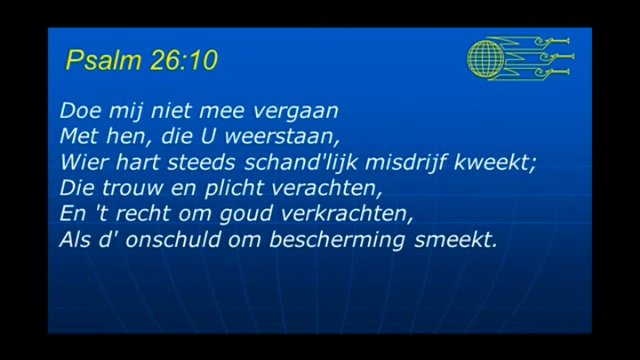 Psalm 26:10
Doe mij niet mee vergaan
Met hen, die U weerstaan,
Wier hart steeds schand'lijk misdrijf kweekt;
Die trouw en plicht verachten,
En 't recht om goud verkrachten,
Als d' onschuld om bescherming smeekt.